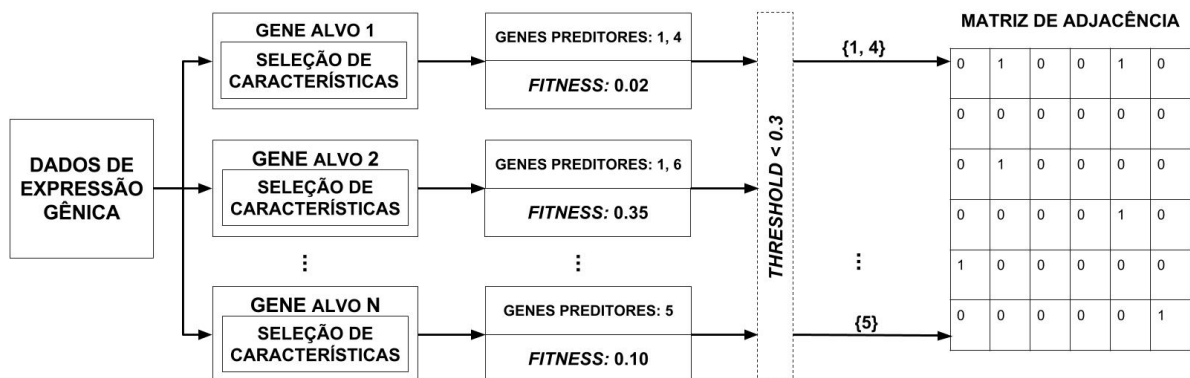 DADOS DE
EXPRESSÃO
GÊNICA
GENE ALVO 1
SELEÇÃO DE
CARACTERÍSTICAS
GENES PREDITORES: 1, 4
FITNESS: 0.02
GENE ALVO 2
SELEÇÃO DE
CARACTERÍSTICAS
GENES PREDITORES: 1, 6
FITNESS: 0.35
...
...
GENE ALVO N
SELEÇÃO DE
CARACTERÍSTICAS
GENES PREDITORES: 5
FITNESS: 0.10
THRESHOLD < 0.3
{1, 4}
...
{5}
MATRIZ DE ADJACÊNCIA
0 1 0 0 1 0
0 0 0 0 0 0
0 1 0 0 0 0
0 0 0 0 1 0
1 0 0 0 0 0
0 0 0 0 0 1